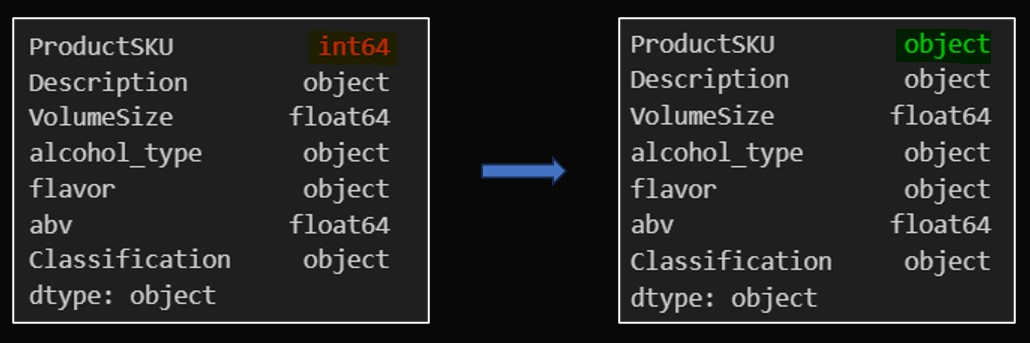 ProductSKU int64
Description object
VolumeSize float64
alcohol_type object
flavor object
abv float64
Classification object
dtype: object
ProductSKU object
Description object
VolumeSize float64
alcohol_type object
flavor object
abv float64
Classification object
dtype: object